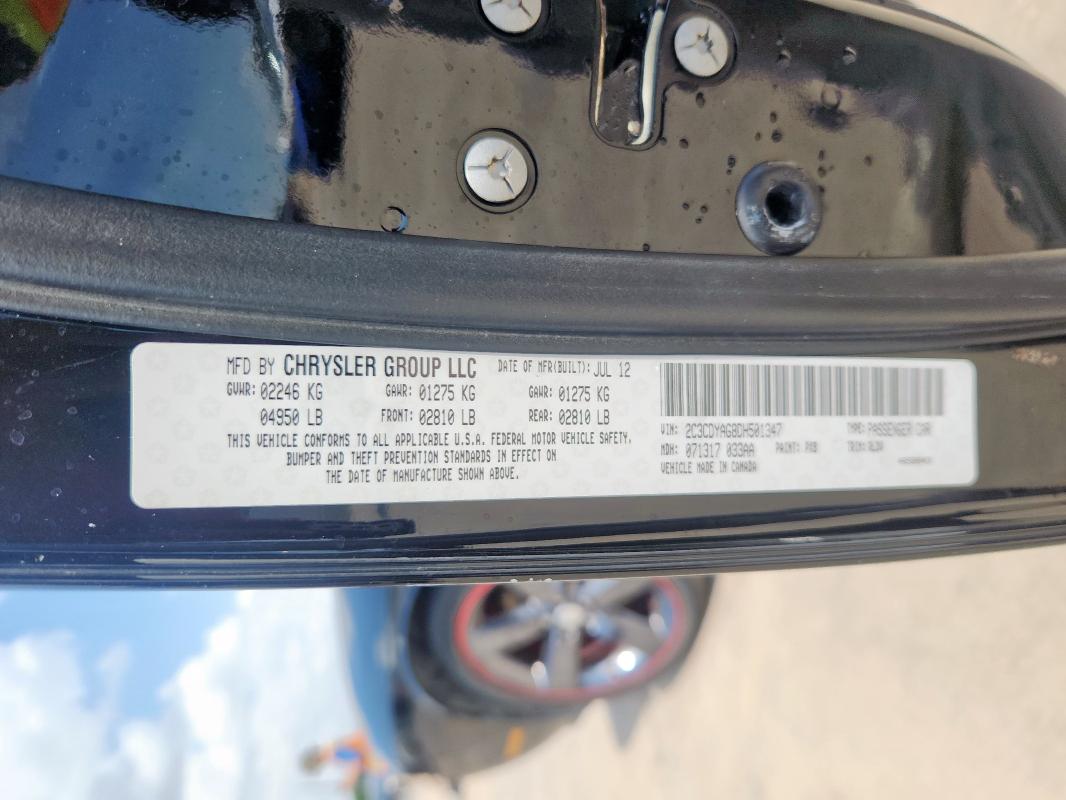 MFD BY CHRYSLER GROUP LLC DATE OF MFR(BUILT): JUL 12
GVWR: 02246 KG GAWR: 01275 KG GAWR: 01275 KG
04950 LB FRONT: 02810 LB REAR: 02810 LB
THIS VEHICLE CONFORMS TO ALL APPLICABLE U.S.A. FEDERAL MOTOR VEHICLE SAFETY,
BUMPER AND THEFT PREVENTION STANDARDS IN EFFECT ON
THE DATE OF MANUFACTURE SHOWN ABOVE.
VIN: 2C3CDYAG8DH501347 TYPE: PASSENGER CAR
MDH: 071317 033AA PAINT: PXB TRIM:
VEHICLE MADE IN CANADA